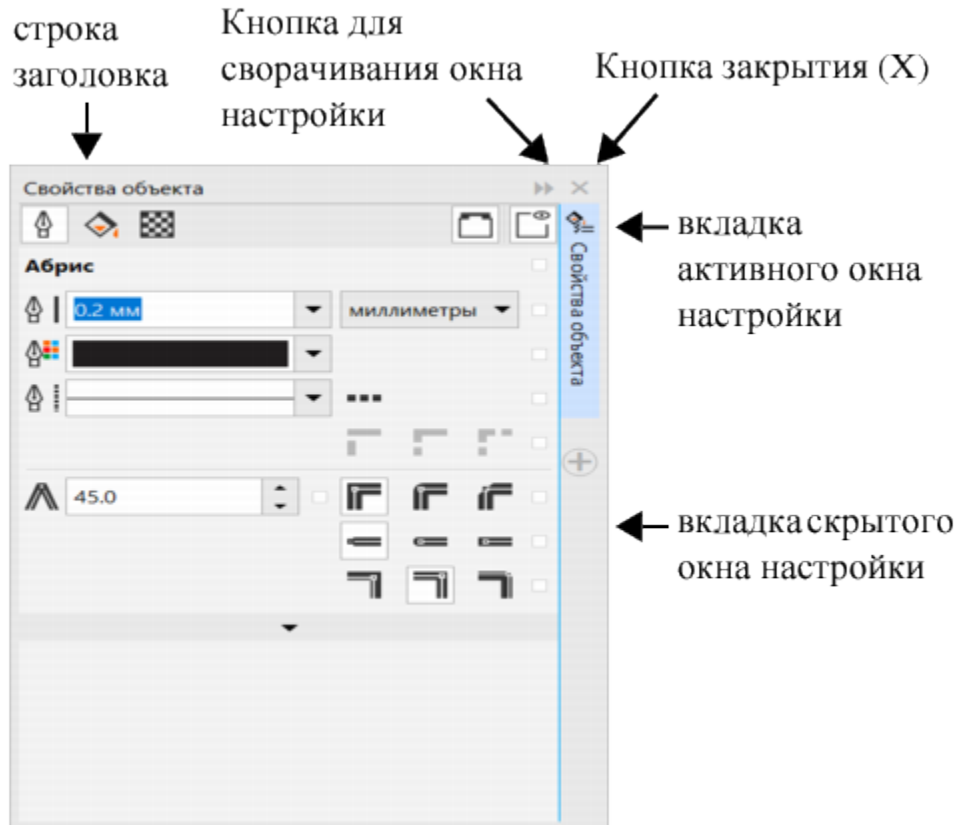 строка
заголовка
Кнопка для
сворачивания окна
настройки
Кнопка закрытия (X)
Свойства объекта
Абрис
0.2 мм
миллиметры
45.0
Свойства объекта
вкладка
активного окна
настройки
вкладка скрытого
окна настройки